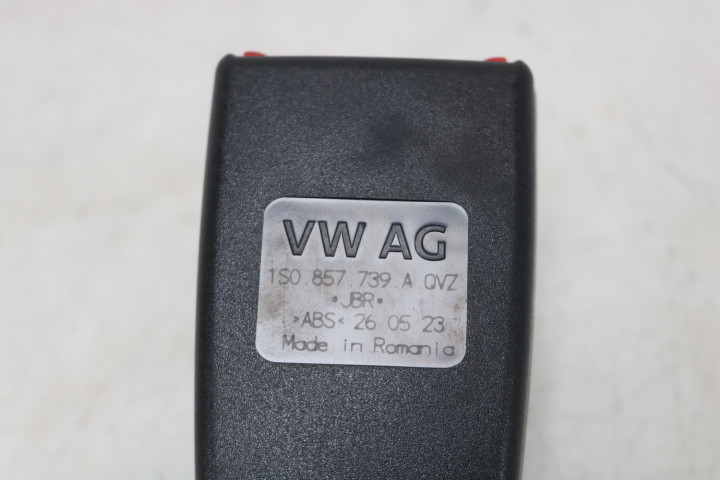 VW AG
1S0.857.739.A QVZ
•JBR•
>ABS< 26 05 23
Made in Romania